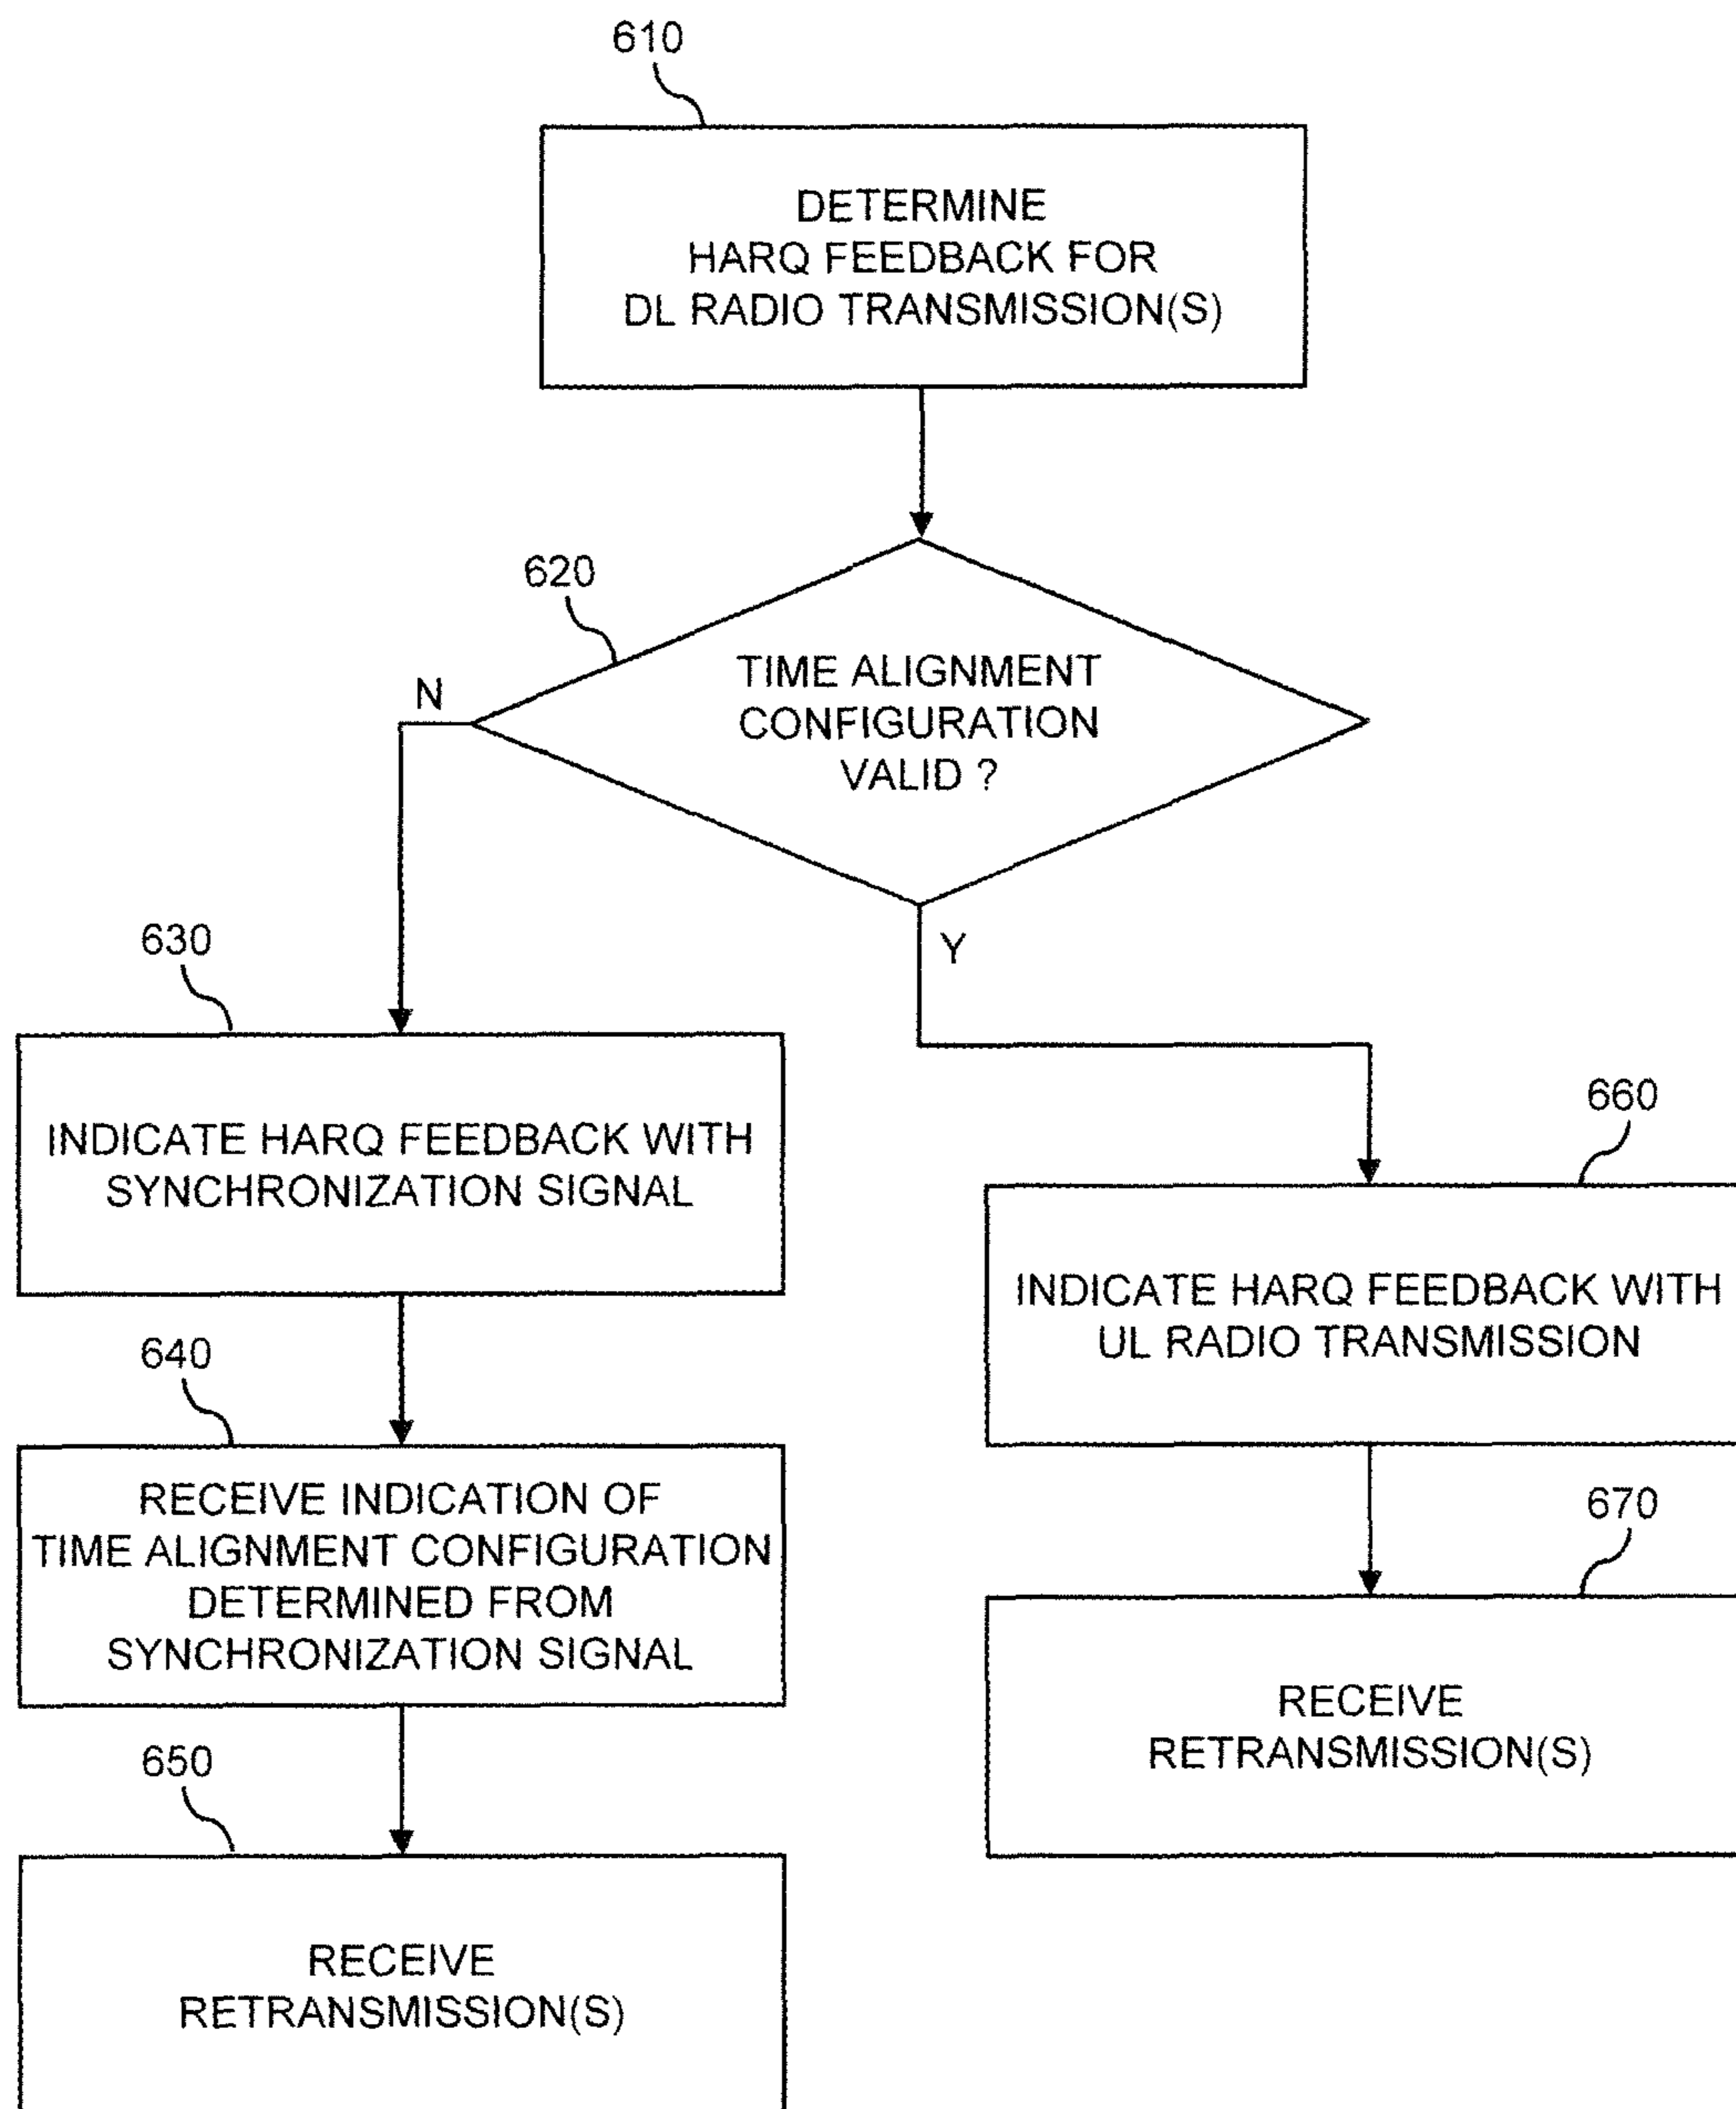 610
DETERMINE
HARQ FEEDBACK FOR
DL RADIO TRANSMISSION(S)
620
TIME ALIGNMENT
CONFIGURATION
VALID ?
N
Y
630
INDICATE HARQ FEEDBACK WITH
SYNCHRONIZATION SIGNAL
640
RECEIVE INDICATION OF
TIME ALIGNMENT CONFIGURATION
DETERMINED FROM
SYNCHRONIZATION SIGNAL
650
RECEIVE
RETRANSMISSION(S)
660
INDICATE HARQ FEEDBACK WITH
UL RADIO TRANSMISSION
670
RECEIVE
RETRANSMISSION(S)